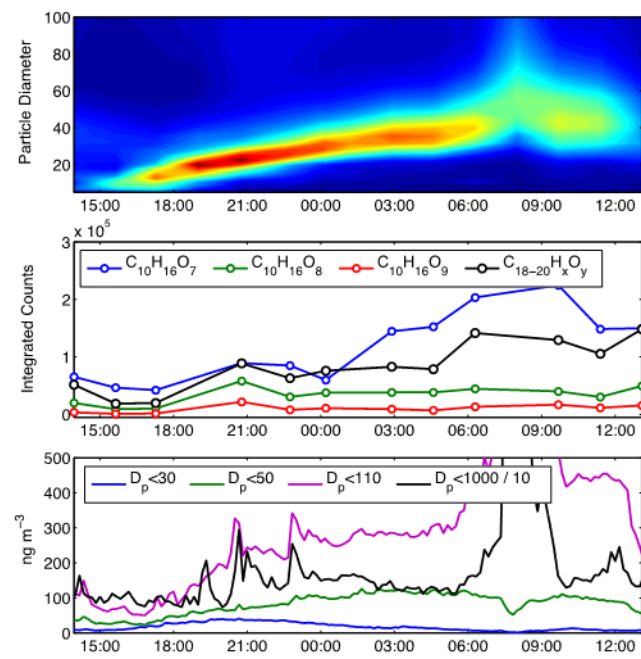 100
80
60
40
20
Particle Diameter
15:00 18:00 21:00 00:00 03:00 06:00 09:00 12:00
x 10⁵
3
2
1
0
Integrated Counts
C₁₀H₁₆O₇ C₁₀H₁₆O₈ C₁₀H₁₆O₉ C₁₈₋₂₀HₓOᵧ
15:00 18:00 21:00 00:00 03:00 06:00 09:00 12:00
500
400
300
200
100
0
ng m⁻³
Dₚ<30 Dₚ<50 Dₚ<110 Dₚ<1000 / 10
15:00 18:00 21:00 00:00 03:00 06:00 09:00 12:00